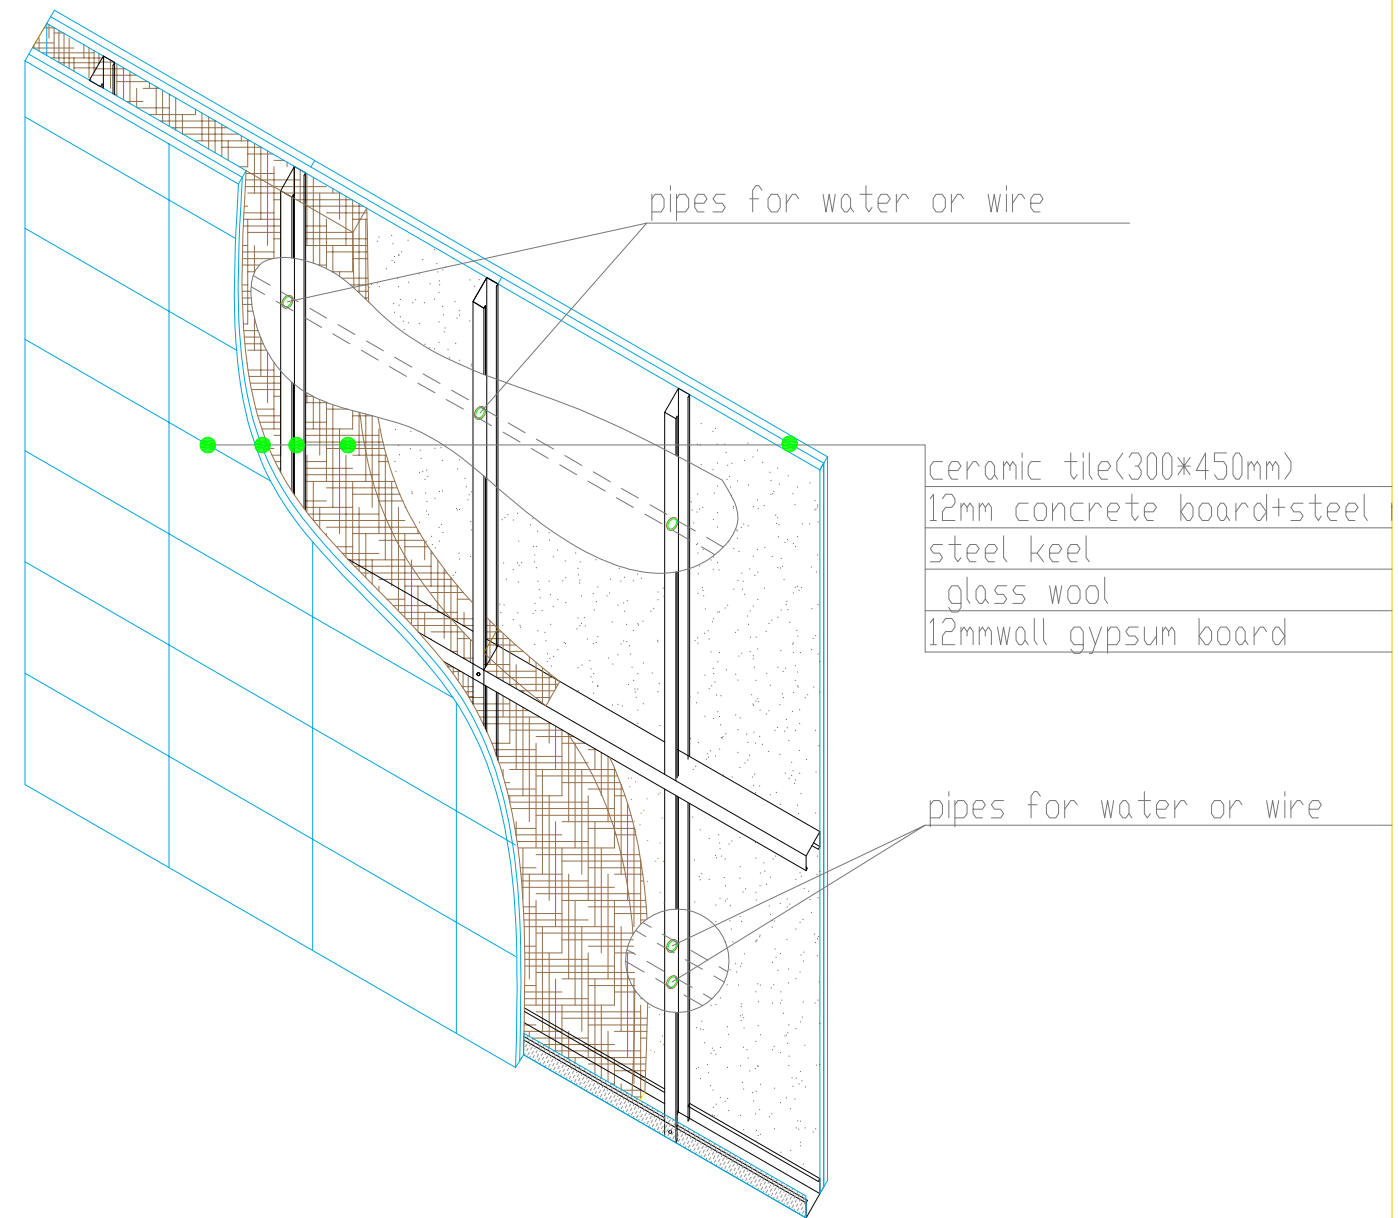 pipes for water or wire
ceramic tile(300*450mm)
12mm concrete board+steel
steel keel
glass wool
12mmwall gypsum board
pipes for water or wire